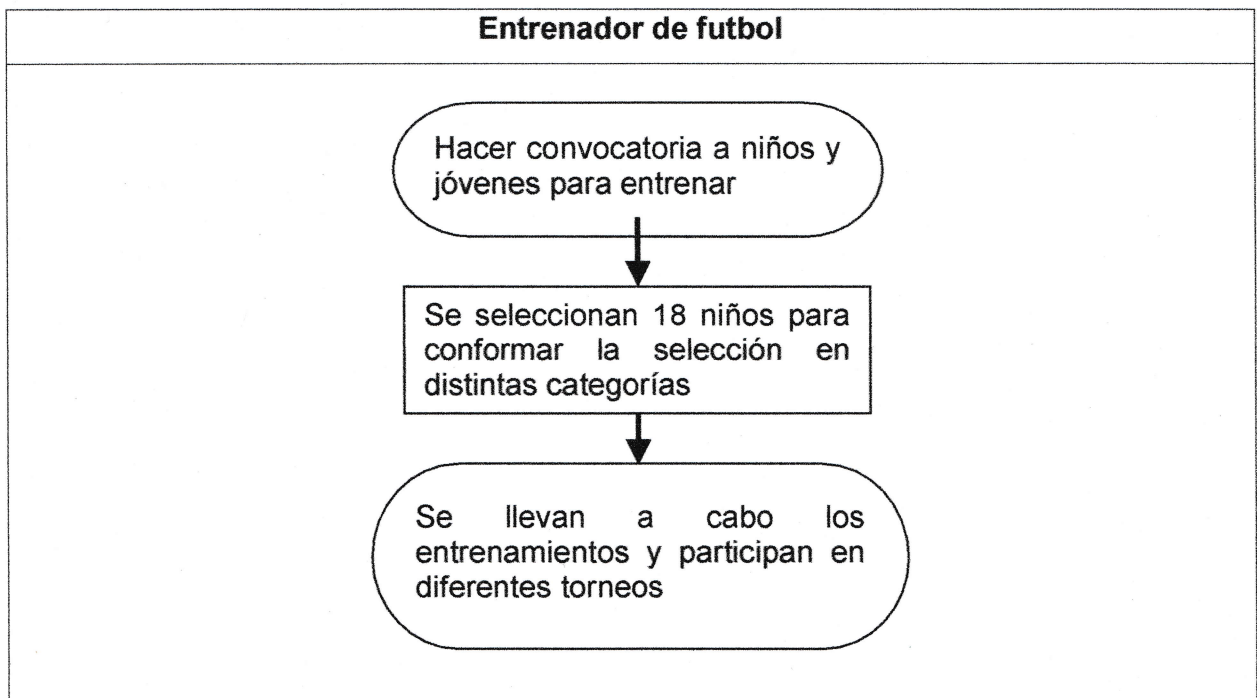 Entrenador de futbol
Hacer convocatoria a niños y
jóvenes para entrenar
Se seleccionan 18 niños para
conformar la selección en
distintas categorías
Se llevan a cabo los
entrenamientos y participan en
diferentes torneos